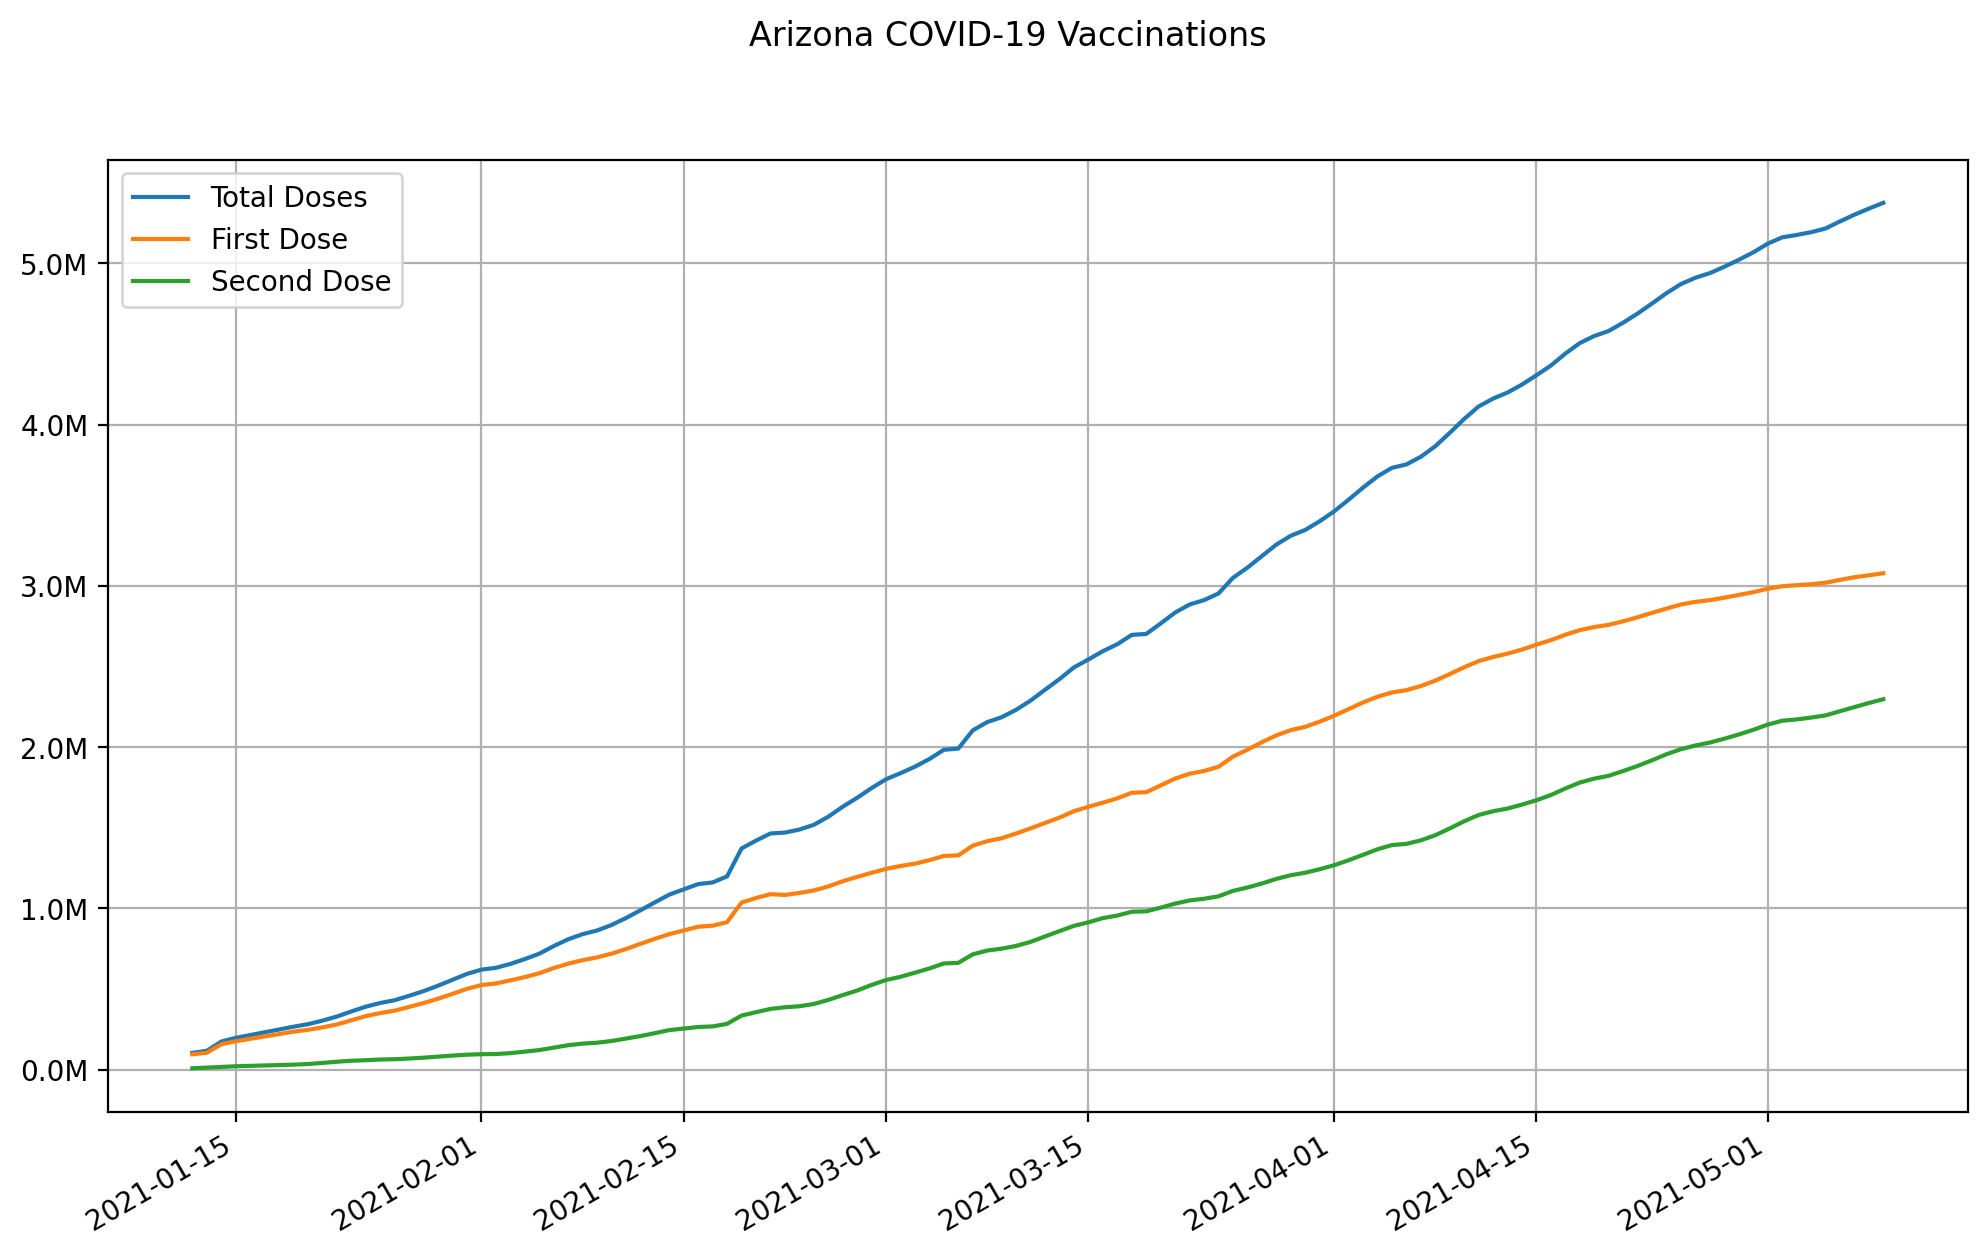 Arizona COVID-19 Vaccinations
Total Doses
First Dose
Second Dose
5.0M
4.0M
3.0M
2.0M
1.0M
0.0M
2021-01-15
2021-02-01
2021-02-15
2021-03-01
2021-03-15
2021-04-01
2021-04-15
2021-05-01